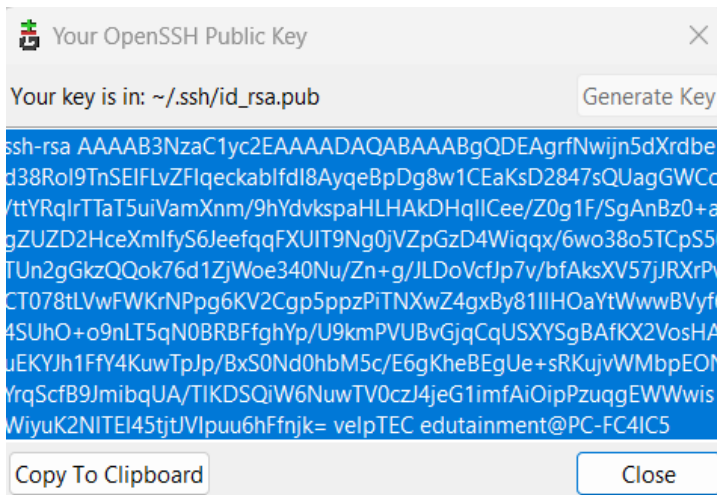 Your OpenSSH Public Key
Your key is in: ~/.ssh/id_rsa.pub
Generate Key
ssh-rsa AAAAB3NzaC1yc2EAAAADAQABAAABgQDEAgrfNwijn5dXrdbe
d38RoI9TnSEIFLvZFIqeckabIfdI8AyqeBpDg8w1CEaKsD2847sQUagGWCc
/ttYRqIrTTaT5uiVamXnm/9hYdvkspaHLHAkDHqIICee/Z0g1F/SgAnBz0+a
gZUZD2HceXmIfyS6JeefqqFXUIT9Ng0jVZpGzD4Wiqqx/6wo38o5TCpS5
TUn2gGkzQQok76d1ZjWoe340Nu/Zn+g/JLDoVcfJp7v/bfAksXV57jJRXrPv
CT078tLVwFWKrNPpg6KV2Cgp5ppzPiTNXwZ4gxBy81IIHOaYtWwwBVyf
4SUhO+o9nLT5qN0BRBFfghYp/U9kmPVUBvGjqCqUSXYSgBAfKX2VosHA
uEKYJh1FfY4KuwTpJp/BxS0Nd0hbM5c/E6gKheBEgUe+sRKujvWMbpEON
YrqScfB9JmibqUA/TIKDSQiW6NuwTV0czJ4jeG1imfAiOipPzuqgEWWwis
WiyuK2NITEI45tjtJVIpuu6hFfnjk= velpTEC edutainment@PC-FC4IC5
Copy To Clipboard
Close